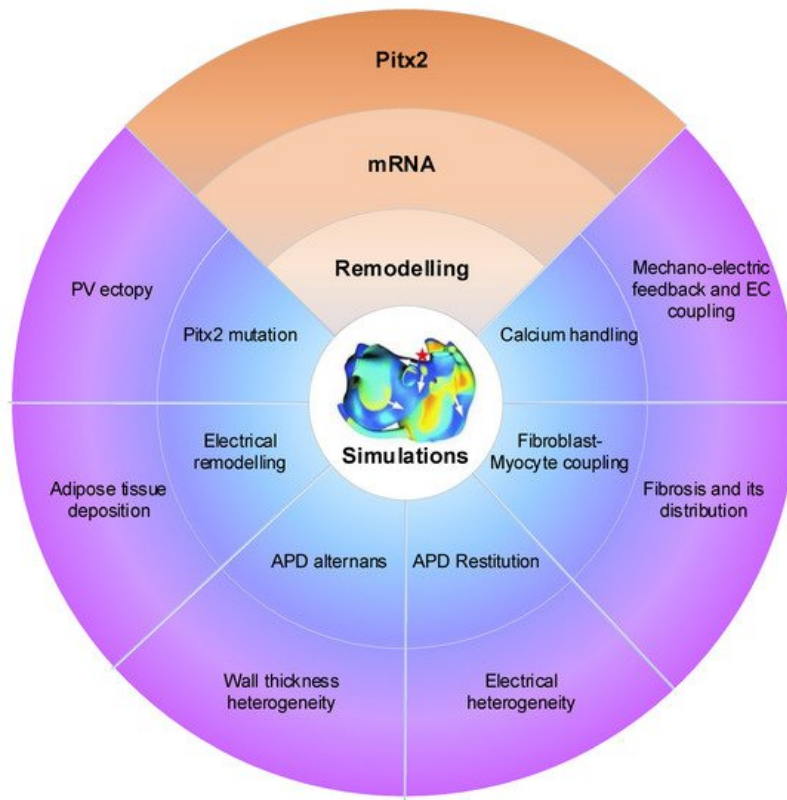 Pitx2
mRNA
Remodelling
PV ectopy
Pitx2 mutation
Calcium handling
Mechano-electric
feedback and EC
coupling
Simulations
Electrical
remodelling
Fibroblast-
Myocyte coupling
Adipose tissue
deposition
Fibrosis and its
distribution
APD alternans
APD Restitution
Wall thickness
heterogeneity
Electrical
heterogeneity